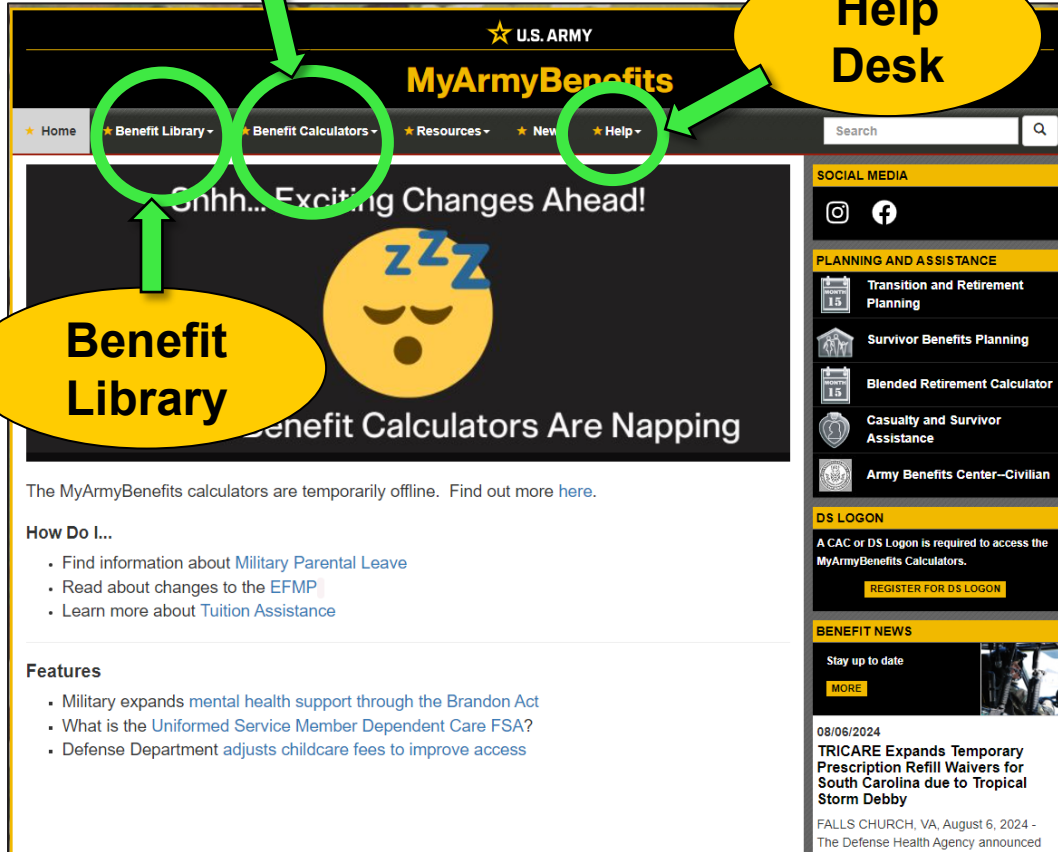 Help
Desk
U.S. ARMY
MyArmyBenefits
Home
Benefit Library
Benefit Calculators
Resources
Help
Search
Shhh... Exciting Changes Ahead!
zZZ
Benefit
Library
Benefit Calculators Are Napping
The MyArmyBenefits calculators are temporarily offline. Find out more here.
How Do I...
Find information about Military Parental Leave
Read about changes to the EFMP
Learn more about Tuition Assistance
Features
Military expands mental health support through the Brandon Act
What is the Uniformed Service Member Dependent Care FSA?
Defense Department adjusts childcare fees to improve access
SOCIAL MEDIA
PLANNING AND ASSISTANCE
MONTH
15
Transition and Retirement
Planning
Survivor Benefits Planning
MONTH
15
Blended Retirement Calculator
Casualty and Survivor
Assistance
Army Benefits Center--Civilian
DS LOGON
A CAC or DS Logon is required to access the
MyArmyBenefits Calculators.
REGISTER FOR DS LOGON
BENEFIT NEWS
Stay up to date
MORE
08/06/2024
TRICARE Expands Temporary
Prescription Refill Waivers for
South Carolina due to Tropical
Storm Debby
FALLS CHURCH, VA, August 6, 2024 -
The Defense Health Agency announced